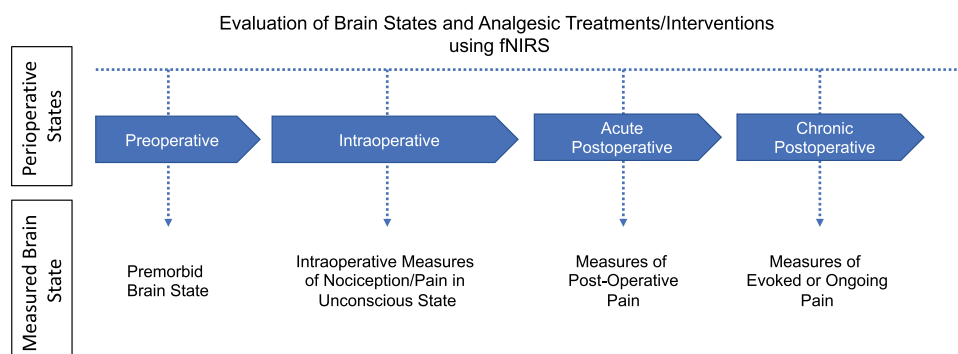 Evaluation of Brain States and Analgesic Treatments/Interventions
using fNIRS
Perioperative
States
Preoperative
Intraoperative
Acute
Postoperative
Chronic
Postoperative
Measured Brain
State
Premorbid
Brain State
Intraoperative Measures
of Nociception/Pain in
Unconscious State
Measures of
Post-Operative
Pain
Measures of
Evoked or Ongoing
Pain